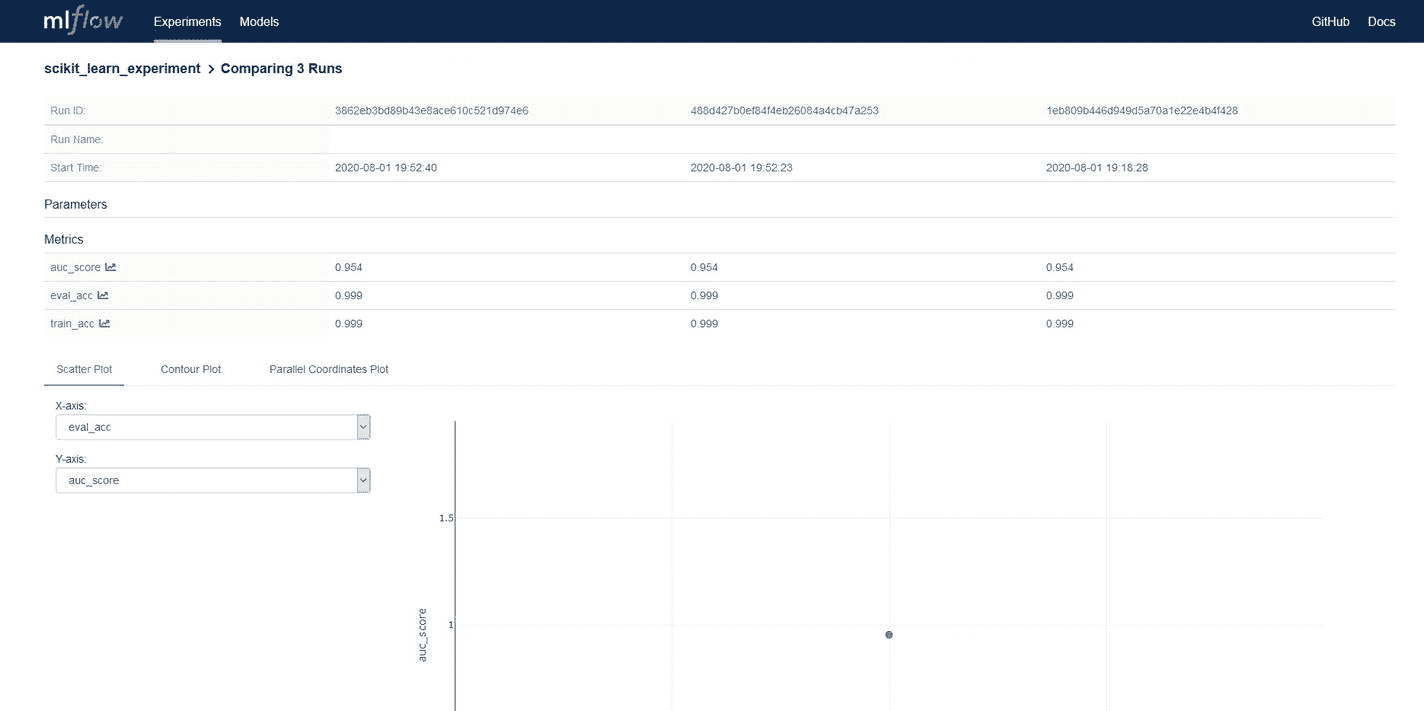 mlflow Experiments Models GitHub Docs
scikit_learn_experiment > Comparing 3 Runs
Run ID: 3862eb3bd89b43e8ace610c521d974e6 488d427b0ef84f4eb26084a4cb47a253 1eb809b446d949d5a70a1e22e4b4f428
Run Name:
Start Time: 2020-08-01 19:52:40 2020-08-01 19:52:23 2020-08-01 19:18:28
Parameters
Metrics
auc_score 0.954 0.954 0.954
eval_acc 0.999 0.999 0.999
train_acc 0.999 0.999 0.999
Scatter Plot Contour Plot Parallel Coordinates Plot
X-axis:
eval_acc
Y-axis:
auc_score
1.5
1
auc_score